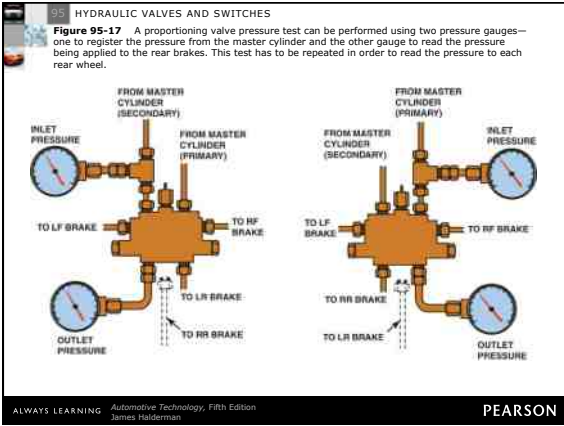 95 HYDRAULIC VALVES AND SWITCHES
Figure 95-17 A proportioning valve pressure test can be performed using two pressure gauges—
one to register the pressure from the master cylinder and the other gauge to read the pressure
being applied to the rear brakes. This test has to be repeated in order to read the pressure to each
rear wheel.
FROM MASTER
CYLINDER
(SECONDARY)
INLET
PRESSURE
FROM MASTER
CYLINDER
(PRIMARY)
TO LF BRAKE
TO RF
BRAKE
TO LR BRAKE
TO RR BRAKE
OUTLET
PRESSURE
FROM MASTER
CYLINDER
(PRIMARY)
FROM MASTER
CYLINDER
(SECONDARY)
INLET
PRESSURE
TO LF
BRAKE
TO RF BRAKE
TO RR BRAKE
TO LR BRAKE
OUTLET
PRESSURE
ALWAYS LEARNING
Automotive Technology, Fifth Edition
James Halderman
PEARSON